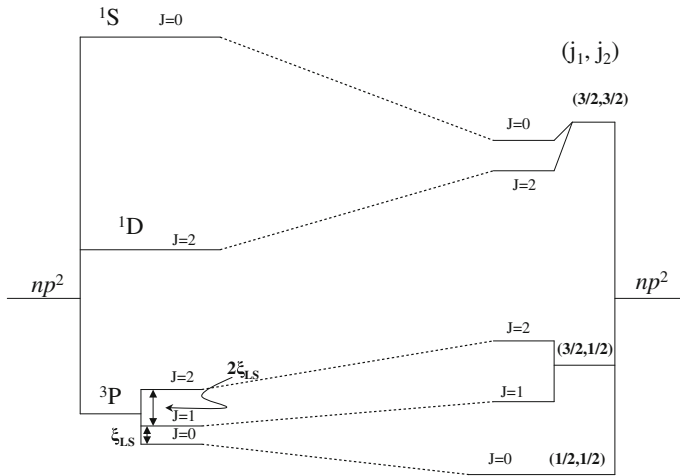 ¹S J=0
(j₁, j₂)
(3/2,3/2)
J=0
J=2
¹D
J=2
np² np²
J=2
(3/2,1/2)
2ξLS
³P J=2
J=1
J=1
ξLS J=0
J=0 (1/2,1/2)